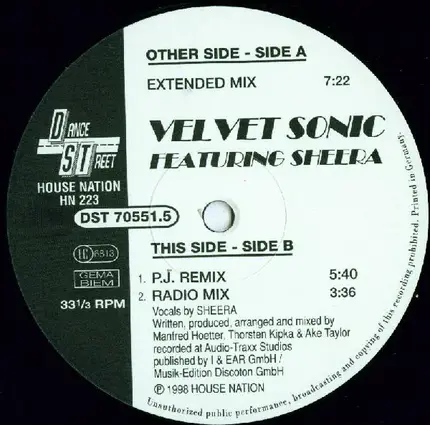 OTHER SIDE - SIDE A
EXTENDED MIX 7:22
VELVET SONIC
FEATURING SHEERA
DANCE
STREET
HOUSE NATION
HN 223
DST 70551.5
THIS SIDE - SIDE B
LC 6813
GEMA
BIEM
33 1/3 RPM
1. P.J. REMIX 5:40
2. RADIO MIX 3:36
Vocals by SHEERA
Written, produced, arranged and mixed by
Manfred Hoetter, Thorsten Kipka & Ake Taylor
recorded at Audio-Traxx Studios
published by I & EAR GmbH /
Musik-Edition Discoton GmbH
℗ 1998 HOUSE NATION
Unauthorized public performance, broadcasting and copying of this recording prohibited. Printed in Germany.